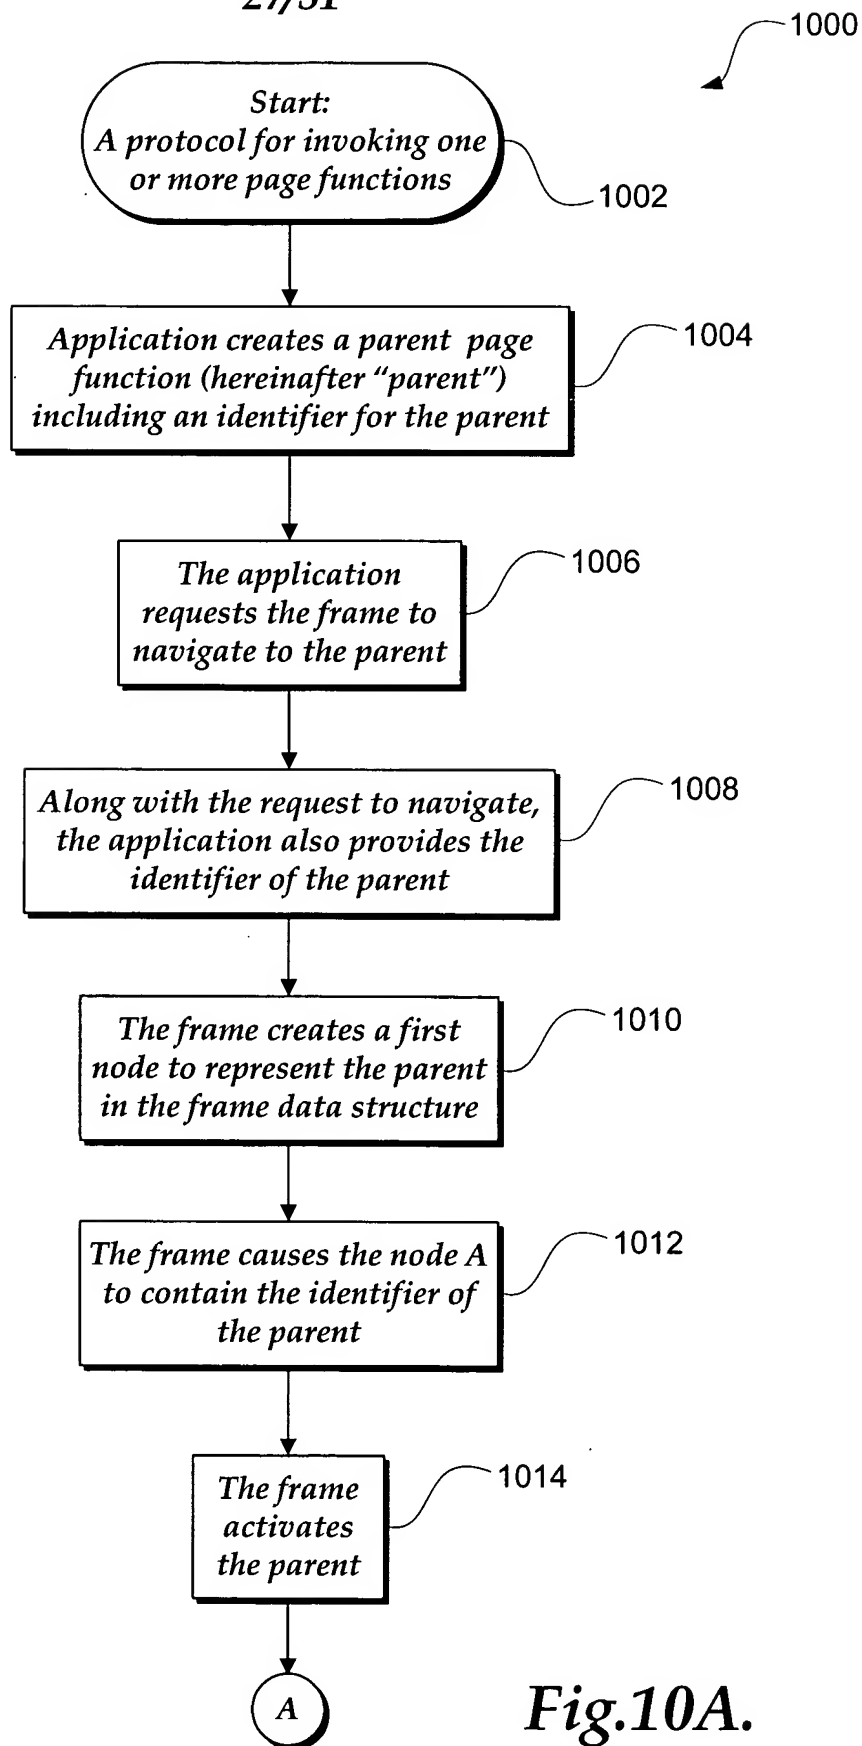 27/31
1000
Start:
A protocol for invoking one
or more page functions
1002
Application creates a parent page
function (hereinafter “parent”)
including an identifier for the parent
1004
The application
requests the frame to
navigate to the parent
1006
Along with the request to navigate,
the application also provides the
identifier of the parent
1008
The frame creates a first
node to represent the parent
in the frame data structure
1010
The frame causes the node A
to contain the identifier of
the parent
1012
The frame
activates
the parent
1014
A
Fig.10A.